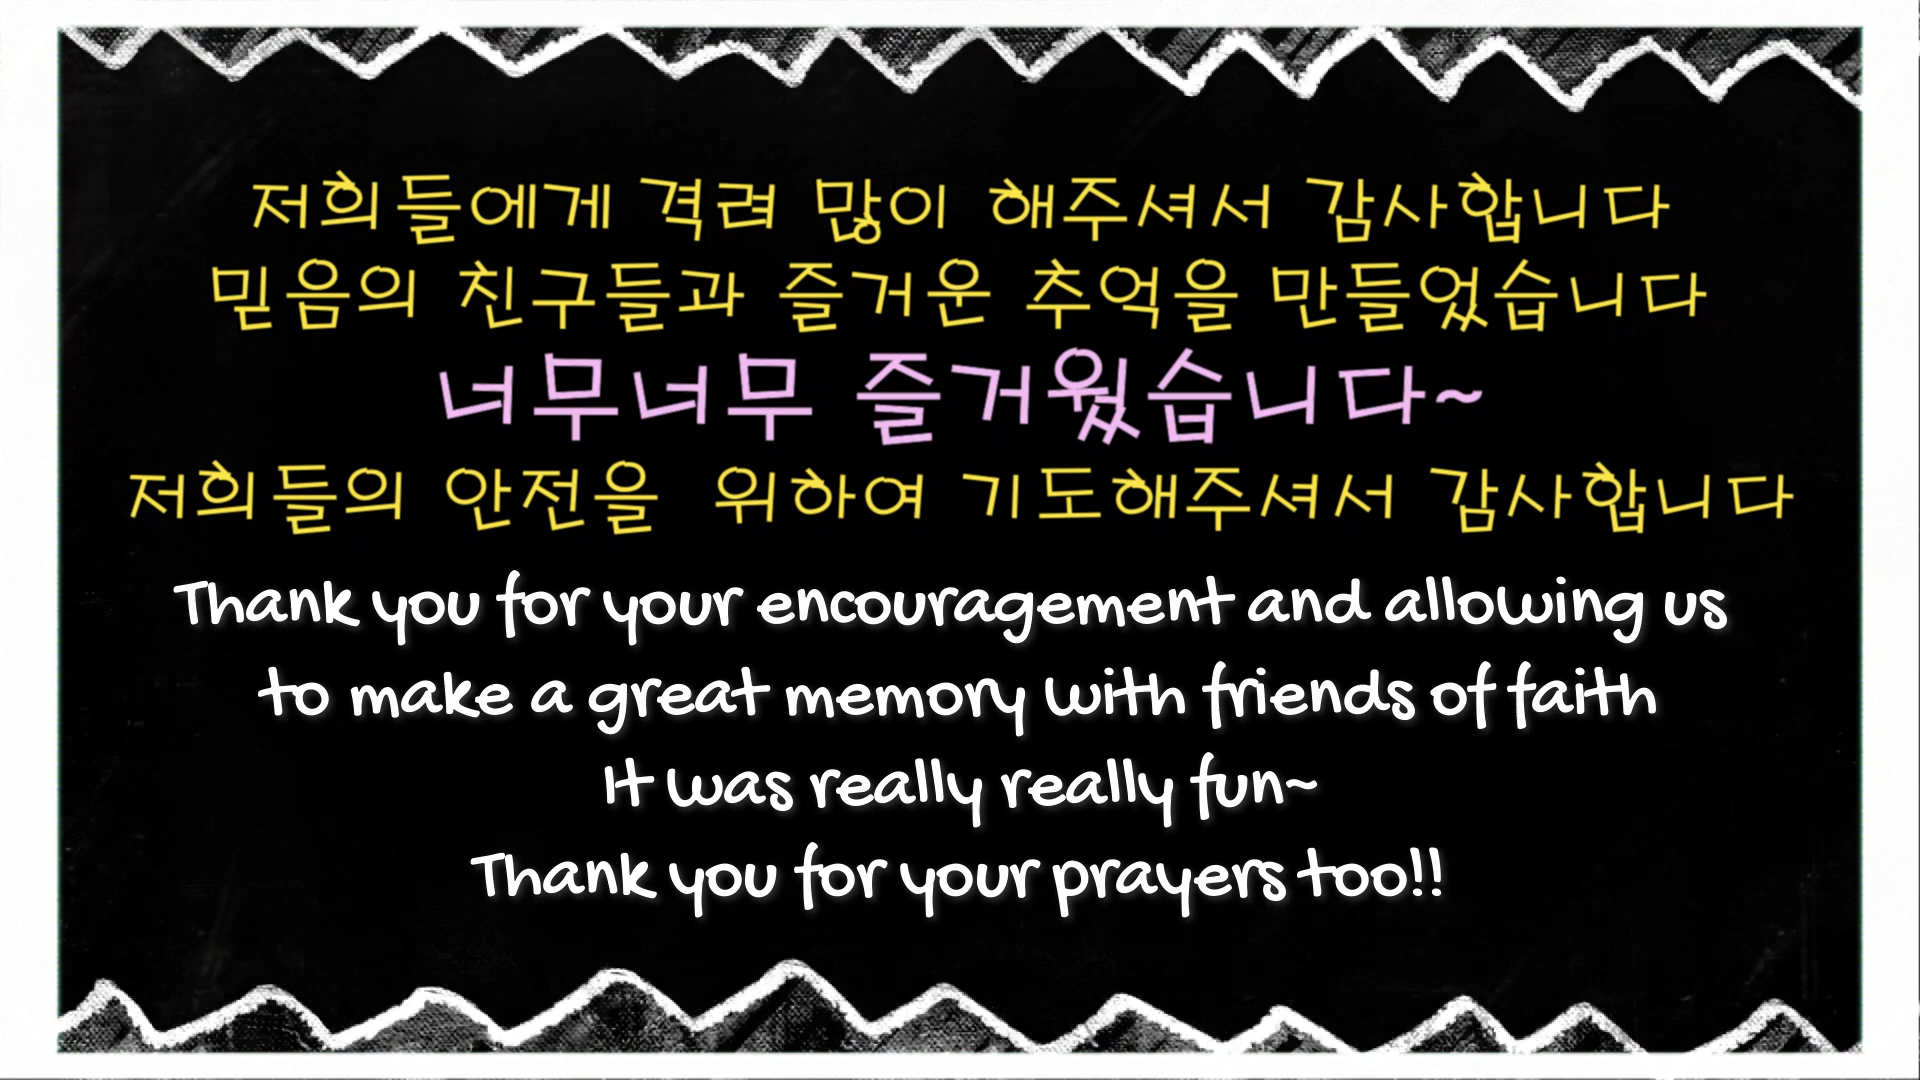 저희들에게 격려 많이 해주셔서 감사합니다
믿음의 친구들과 즐거운 추억을 만들었습니다
너무너무 즐거웠습니다~
저희들의 안전을 위하여 기도해주셔서 감사합니다
Thank you for your encouragement and allowing us
to make a great memory with friends of faith
It was really really fun~
Thank you for your prayers too!!